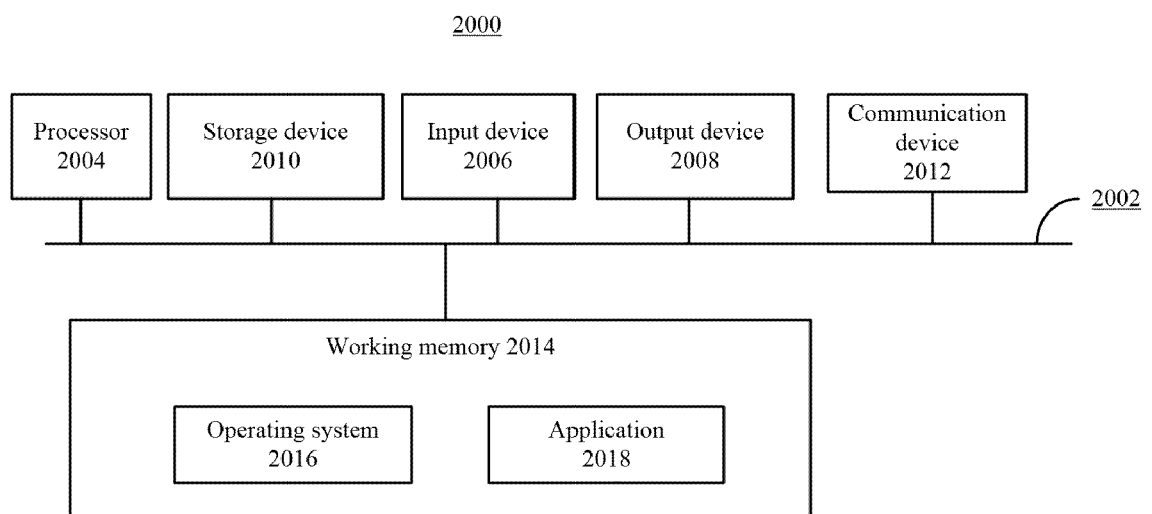 2000
Processor
2004
Storage device
2010
Input device
2006
Output device
2008
Communication
device
2012
2002
Working memory 2014
Operating system
2016
Application
2018